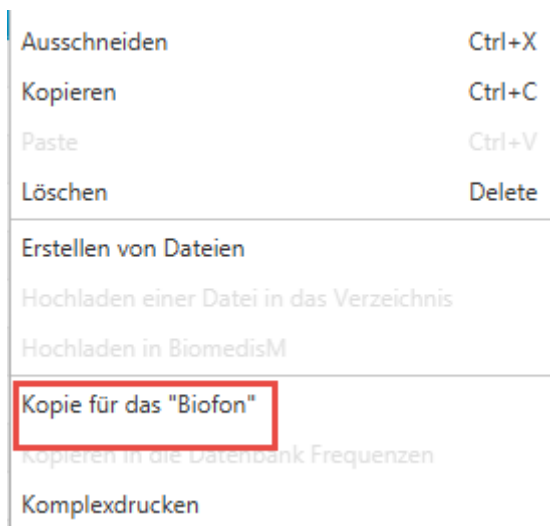 Ausschneiden Ctrl+X
Kopieren Ctrl+C
Paste Ctrl+V
Löschen Delete
Erstellen von Dateien
Hochladen einer Datei in das Verzeichnis
Hochladen in BiomedisM
Kopie für das "Biofon"
Kopieren in die Datenbank Frequenzen
Komplexdrucken